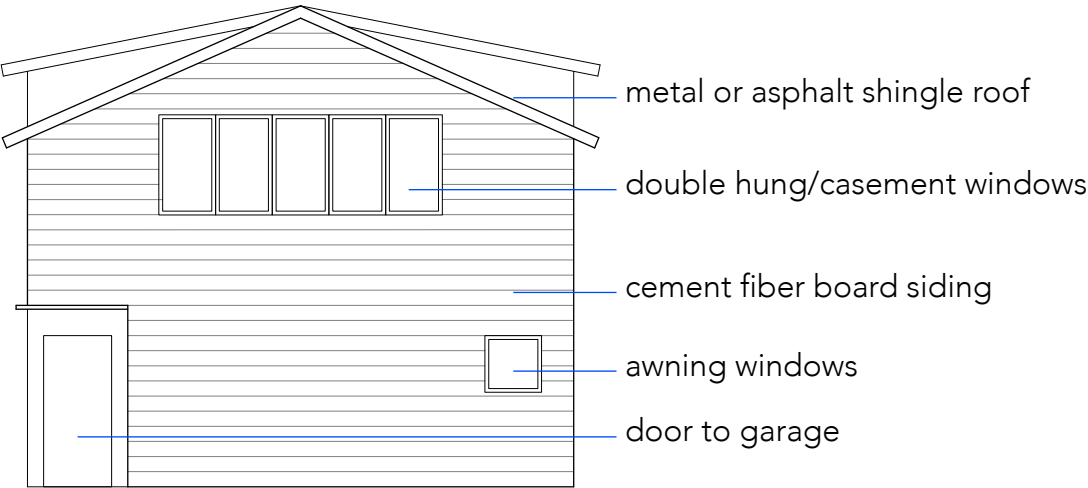 metal or asphalt shingle roof
double hung/casement windows
cement fiber board siding
awning windows
door to garage